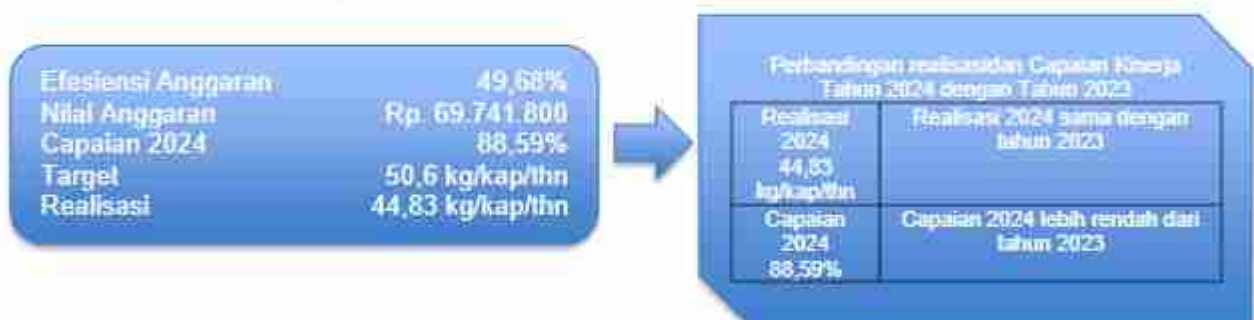 Efesiensi Anggaran 49,68%
Nilai Anggaran Rp. 69.741.800
Capaian 2024 88,59%
Target 50,6 kg/kap/thn
Realisasi 44,83 kg/kap/thn
Perbandingan realisasidan Capaian Kinerja
Tahun 2024 dengan Tahun 2023
Realisasi
2024
44,83
kg/kap/thn
Realisasi 2024 sama dengan
tahun 2023
Capaian
2024
88,59%
Capaian 2024 lebih rendah dari
tahun 2023